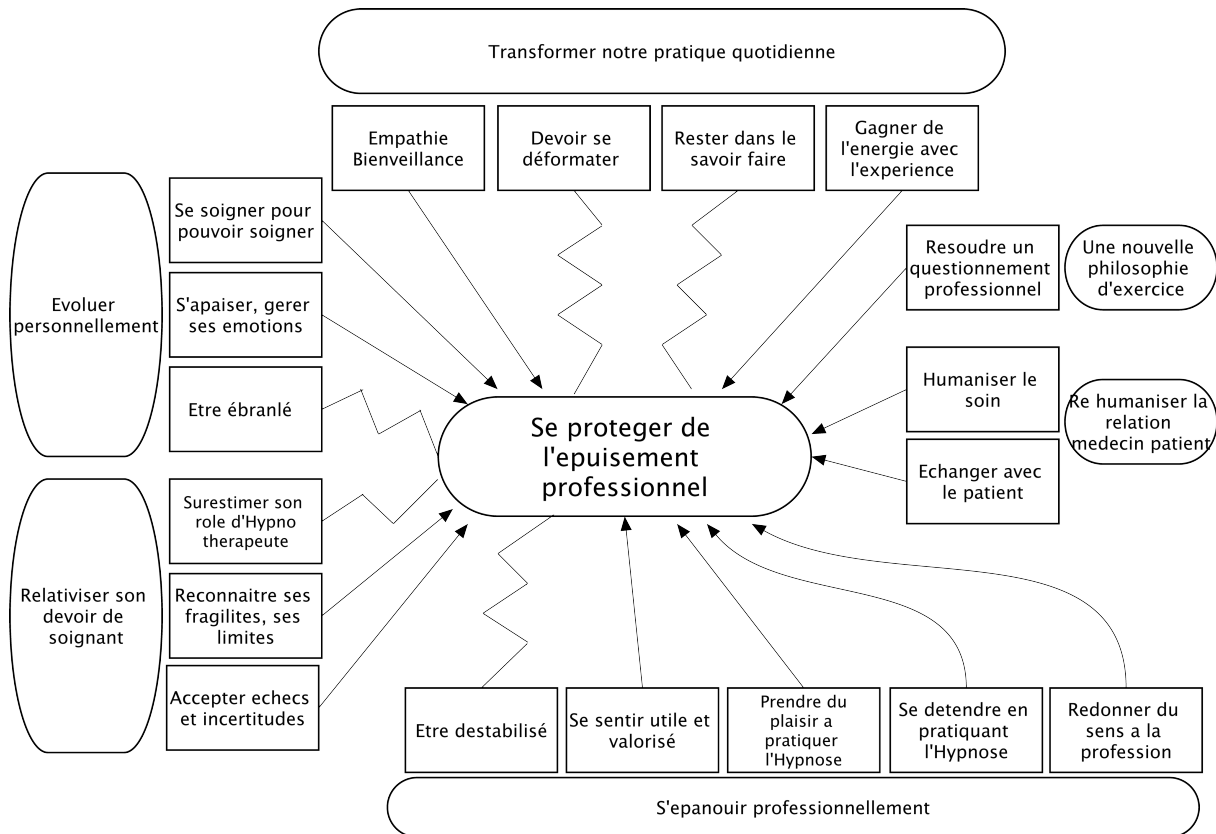 Transformer notre pratique quotidienne
Empathie
Bienveillance
Devoir se
déformater
Rester dans le
savoir faire
Gagner de
l'energie avec
l'experience
Evoluer
personnellement
Se soigner pour
pouvoir soigner
S'apaiser, gerer
ses emotions
Etre ébranlé
Resoudre un
questionnement
professionnel
Une nouvelle
philosophie
d'exercice
Humaniser le
soin
Re humaniser la
relation
medecin patient
Echanger avec
le patient
Se proteger de
l'epuisement
professionnel
Relativiser son
devoir de
soignant
Surestimer son
role d'Hypno
therapeute
Reconnaitre ses
fragilites, ses
limites
Accepter echecs
et incertitudes
Etre destabilisé
Se sentir utile et
valorisé
Prendre du
plaisir a
pratiquer
l'Hypnose
Se detendre en
pratiquant
l'Hypnose
Redonner du
sens a la
profession
S'epanouir professionnellement